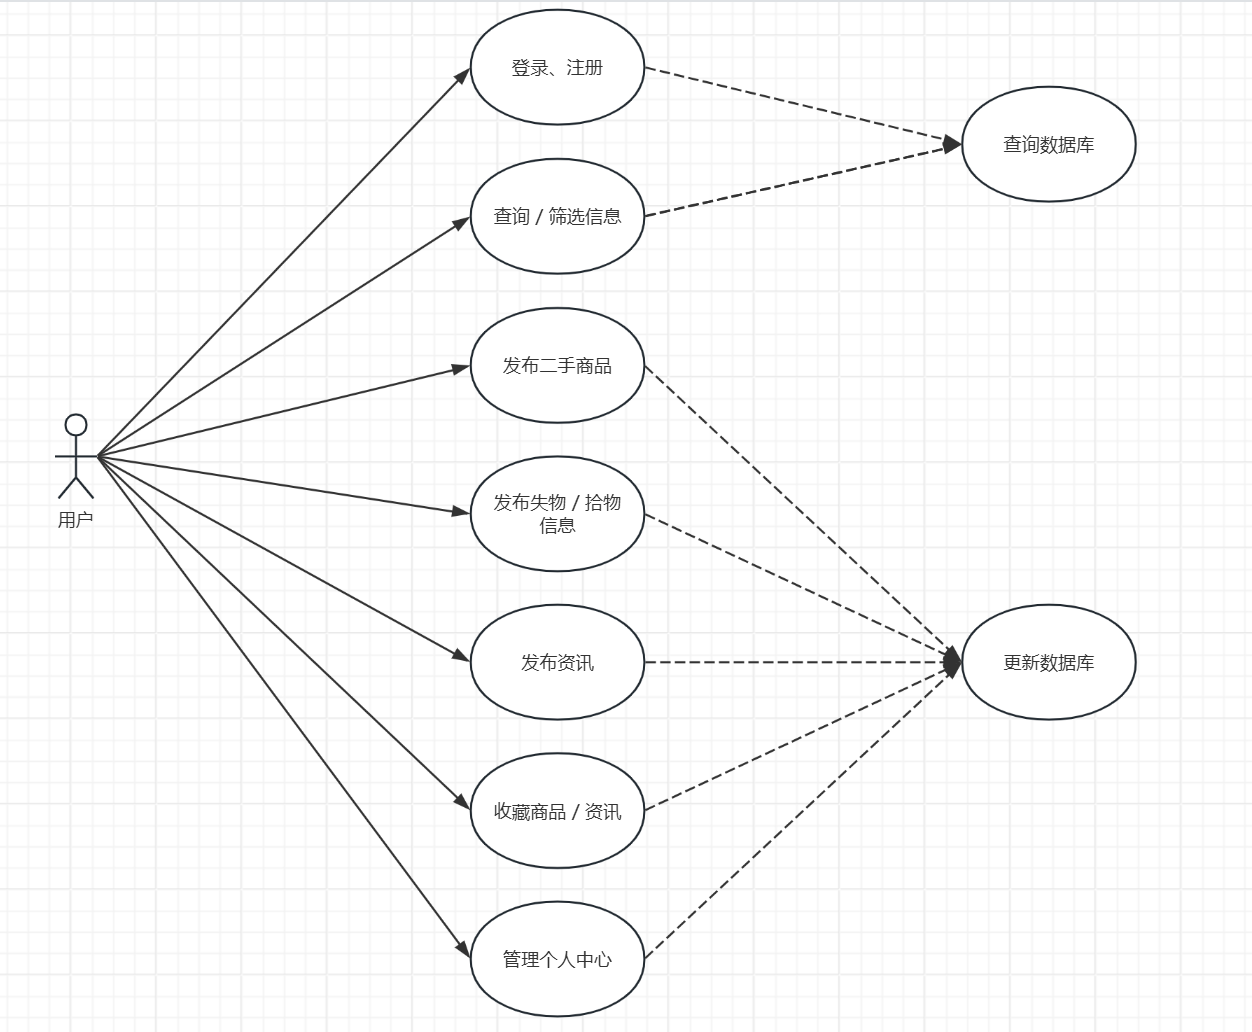 登录、注册
查询数据库
查询 / 筛选信息
发布二手商品
用户
发布失物 / 拾物
信息
发布资讯
更新数据库
收藏商品 / 资讯
管理个人中心